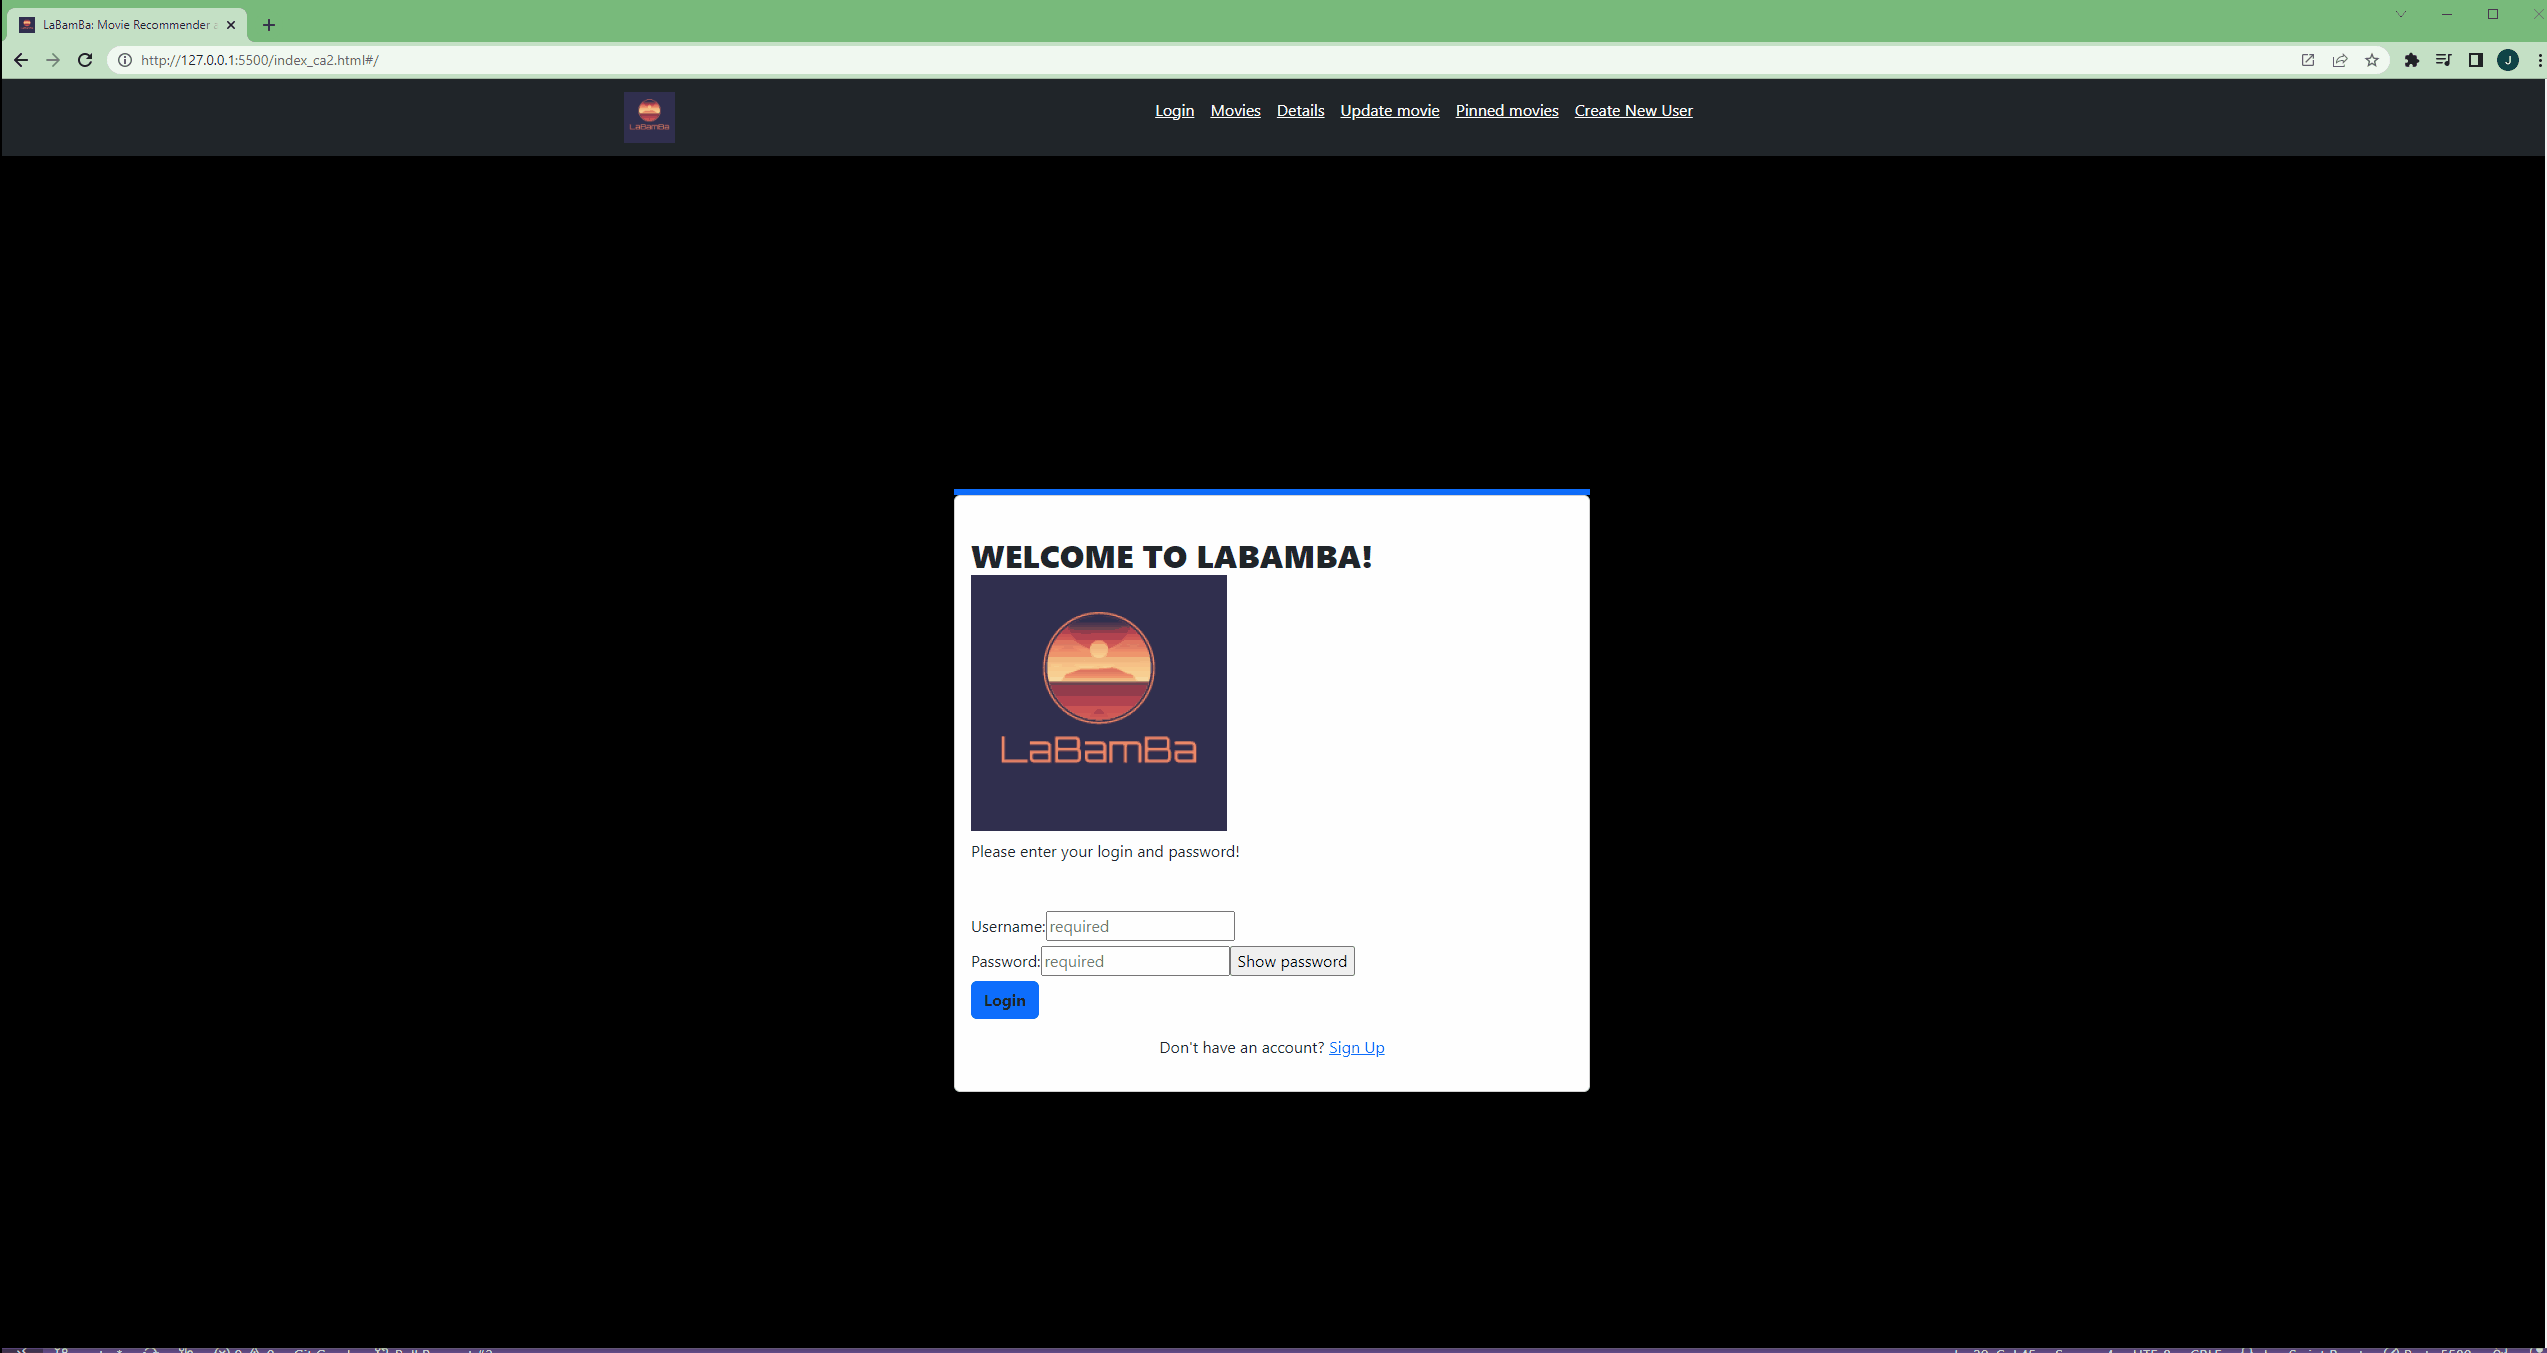 LaBamBa: Movie Recommender a
http://127.0.0.1:5500/index_ca2.html#/
J
LaBamBa
Login Movies Details Update movie Pinned movies Create New User
WELCOME TO LABAMBA!
LaBamBa
Please enter your login and password!
Username: required
Password: required Show password
Login
Don't have an account? Sign Up